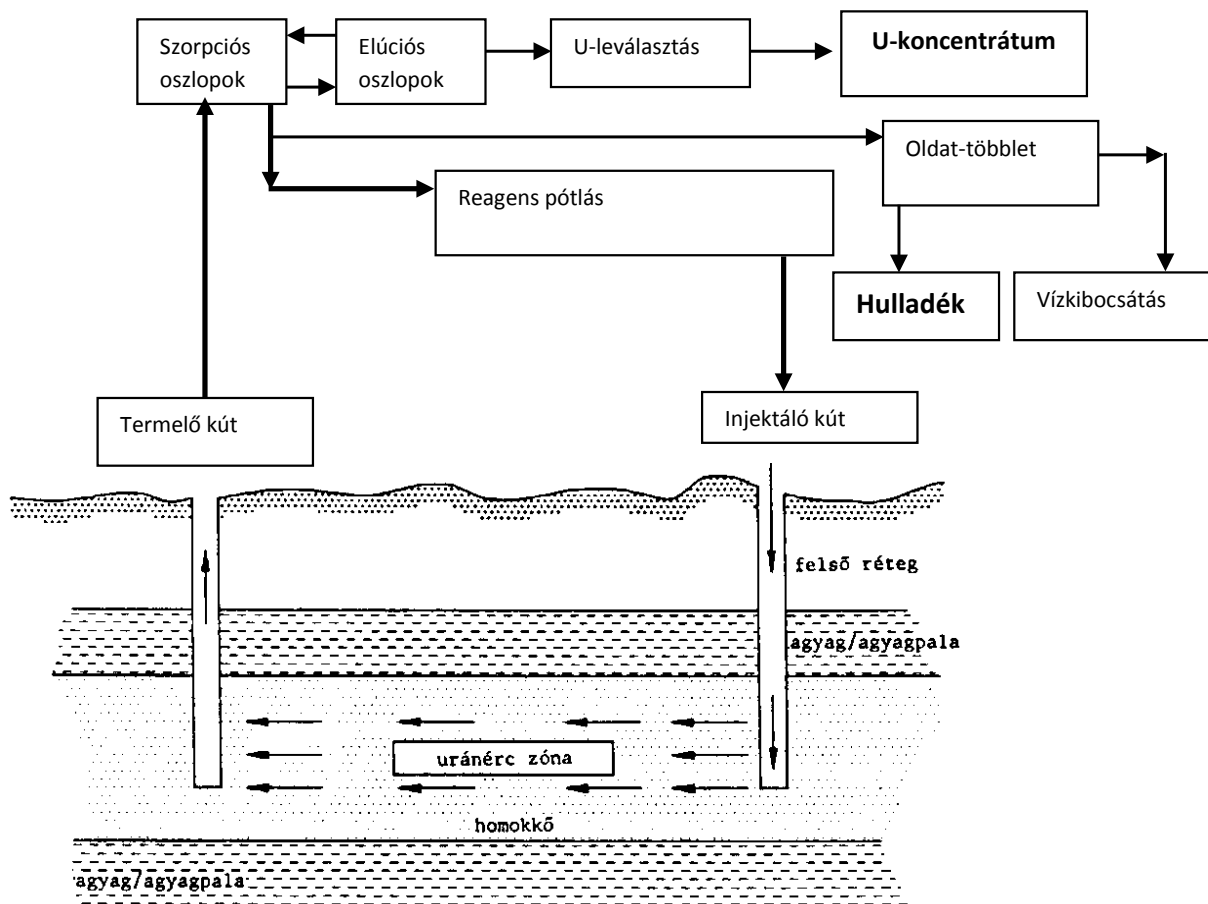 Szorpciós
oszlopok
Elúciós
oszlopok
U-leválasztás
U-koncentrátum
Oldat-többlet
Reagens pótlás
Hulladék
Vízkibocsátás
Termelő kút
Injektáló kút
felső réteg
agyag/agyagpala
uránérc zóna
homokkő
agyag/agyagpala